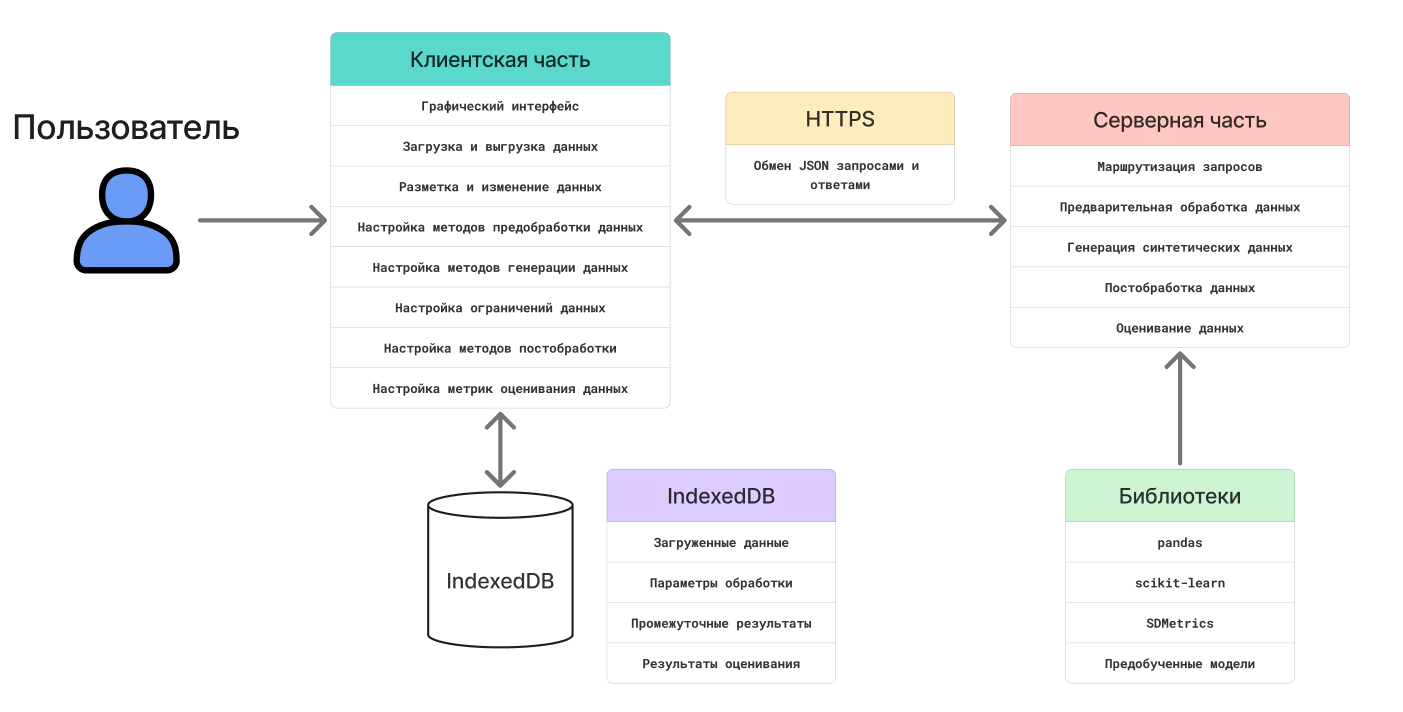 Пользователь
Клиентская часть
Графический интерфейс
Загрузка и выгрузка данных
Разметка и изменение данных
Настройка методов предобработки данных
Настройка методов генерации данных
Настройка ограничений данных
Настройка методов постобработки
Настройка метрик оценивания данных
HTTPS
Обмен JSON запросами и
ответами
Серверная часть
Маршрутизация запросов
Предварительная обработка данных
Генерация синтетических данных
Постобработка данных
Оценивание данных
IndexedDB
IndexedDB
Загруженные данные
Параметры обработки
Промежуточные результаты
Результаты оценивания
Библиотеки
pandas
scikit-learn
SDMetrics
Предобученные модели